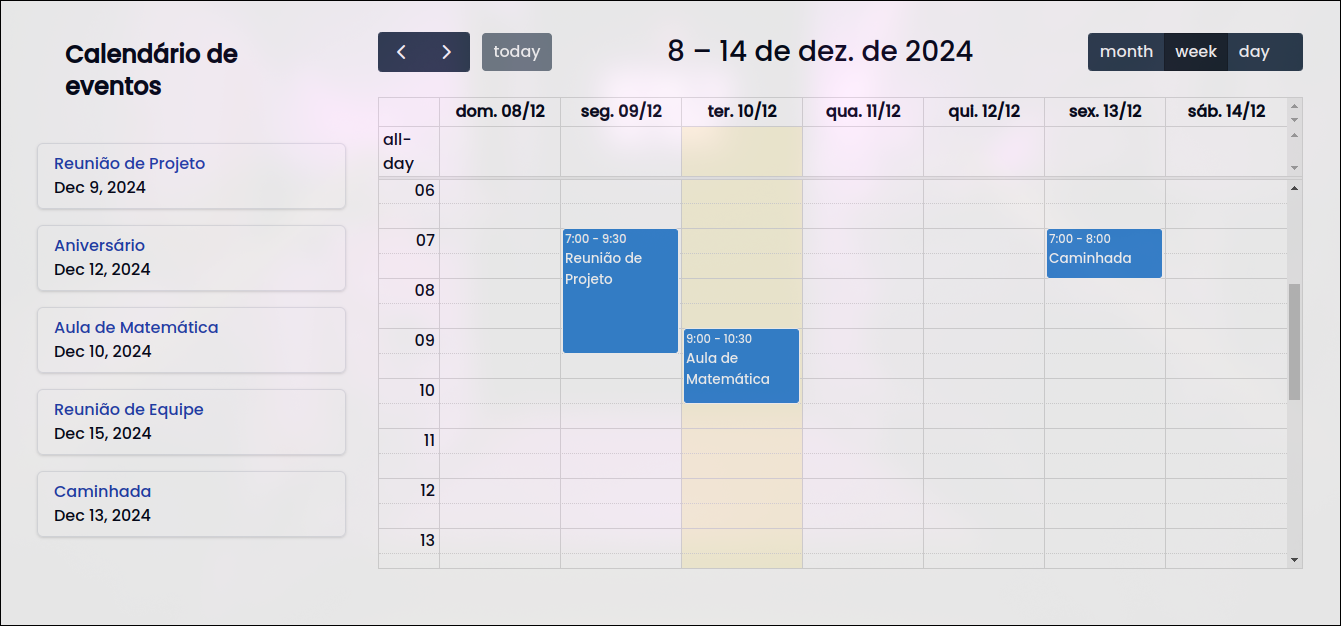 Calendário de
eventos
Reunião de Projeto
Dec 9, 2024
Aniversário
Dec 12, 2024
Aula de Matemática
Dec 10, 2024
Reunião de Equipe
Dec 15, 2024
Caminhada
Dec 13, 2024
today
8 – 14 de dez. de 2024
month week day
dom. 08/12 seg. 09/12 ter. 10/12 qua. 11/12 qui. 12/12 sex. 13/12 sáb. 14/12
all-
day
06
07
08
09
10
11
12
13
7:00 - 9:30
Reunião de
Projeto
9:00 - 10:30
Aula de
Matemática
7:00 - 8:00
Caminhada